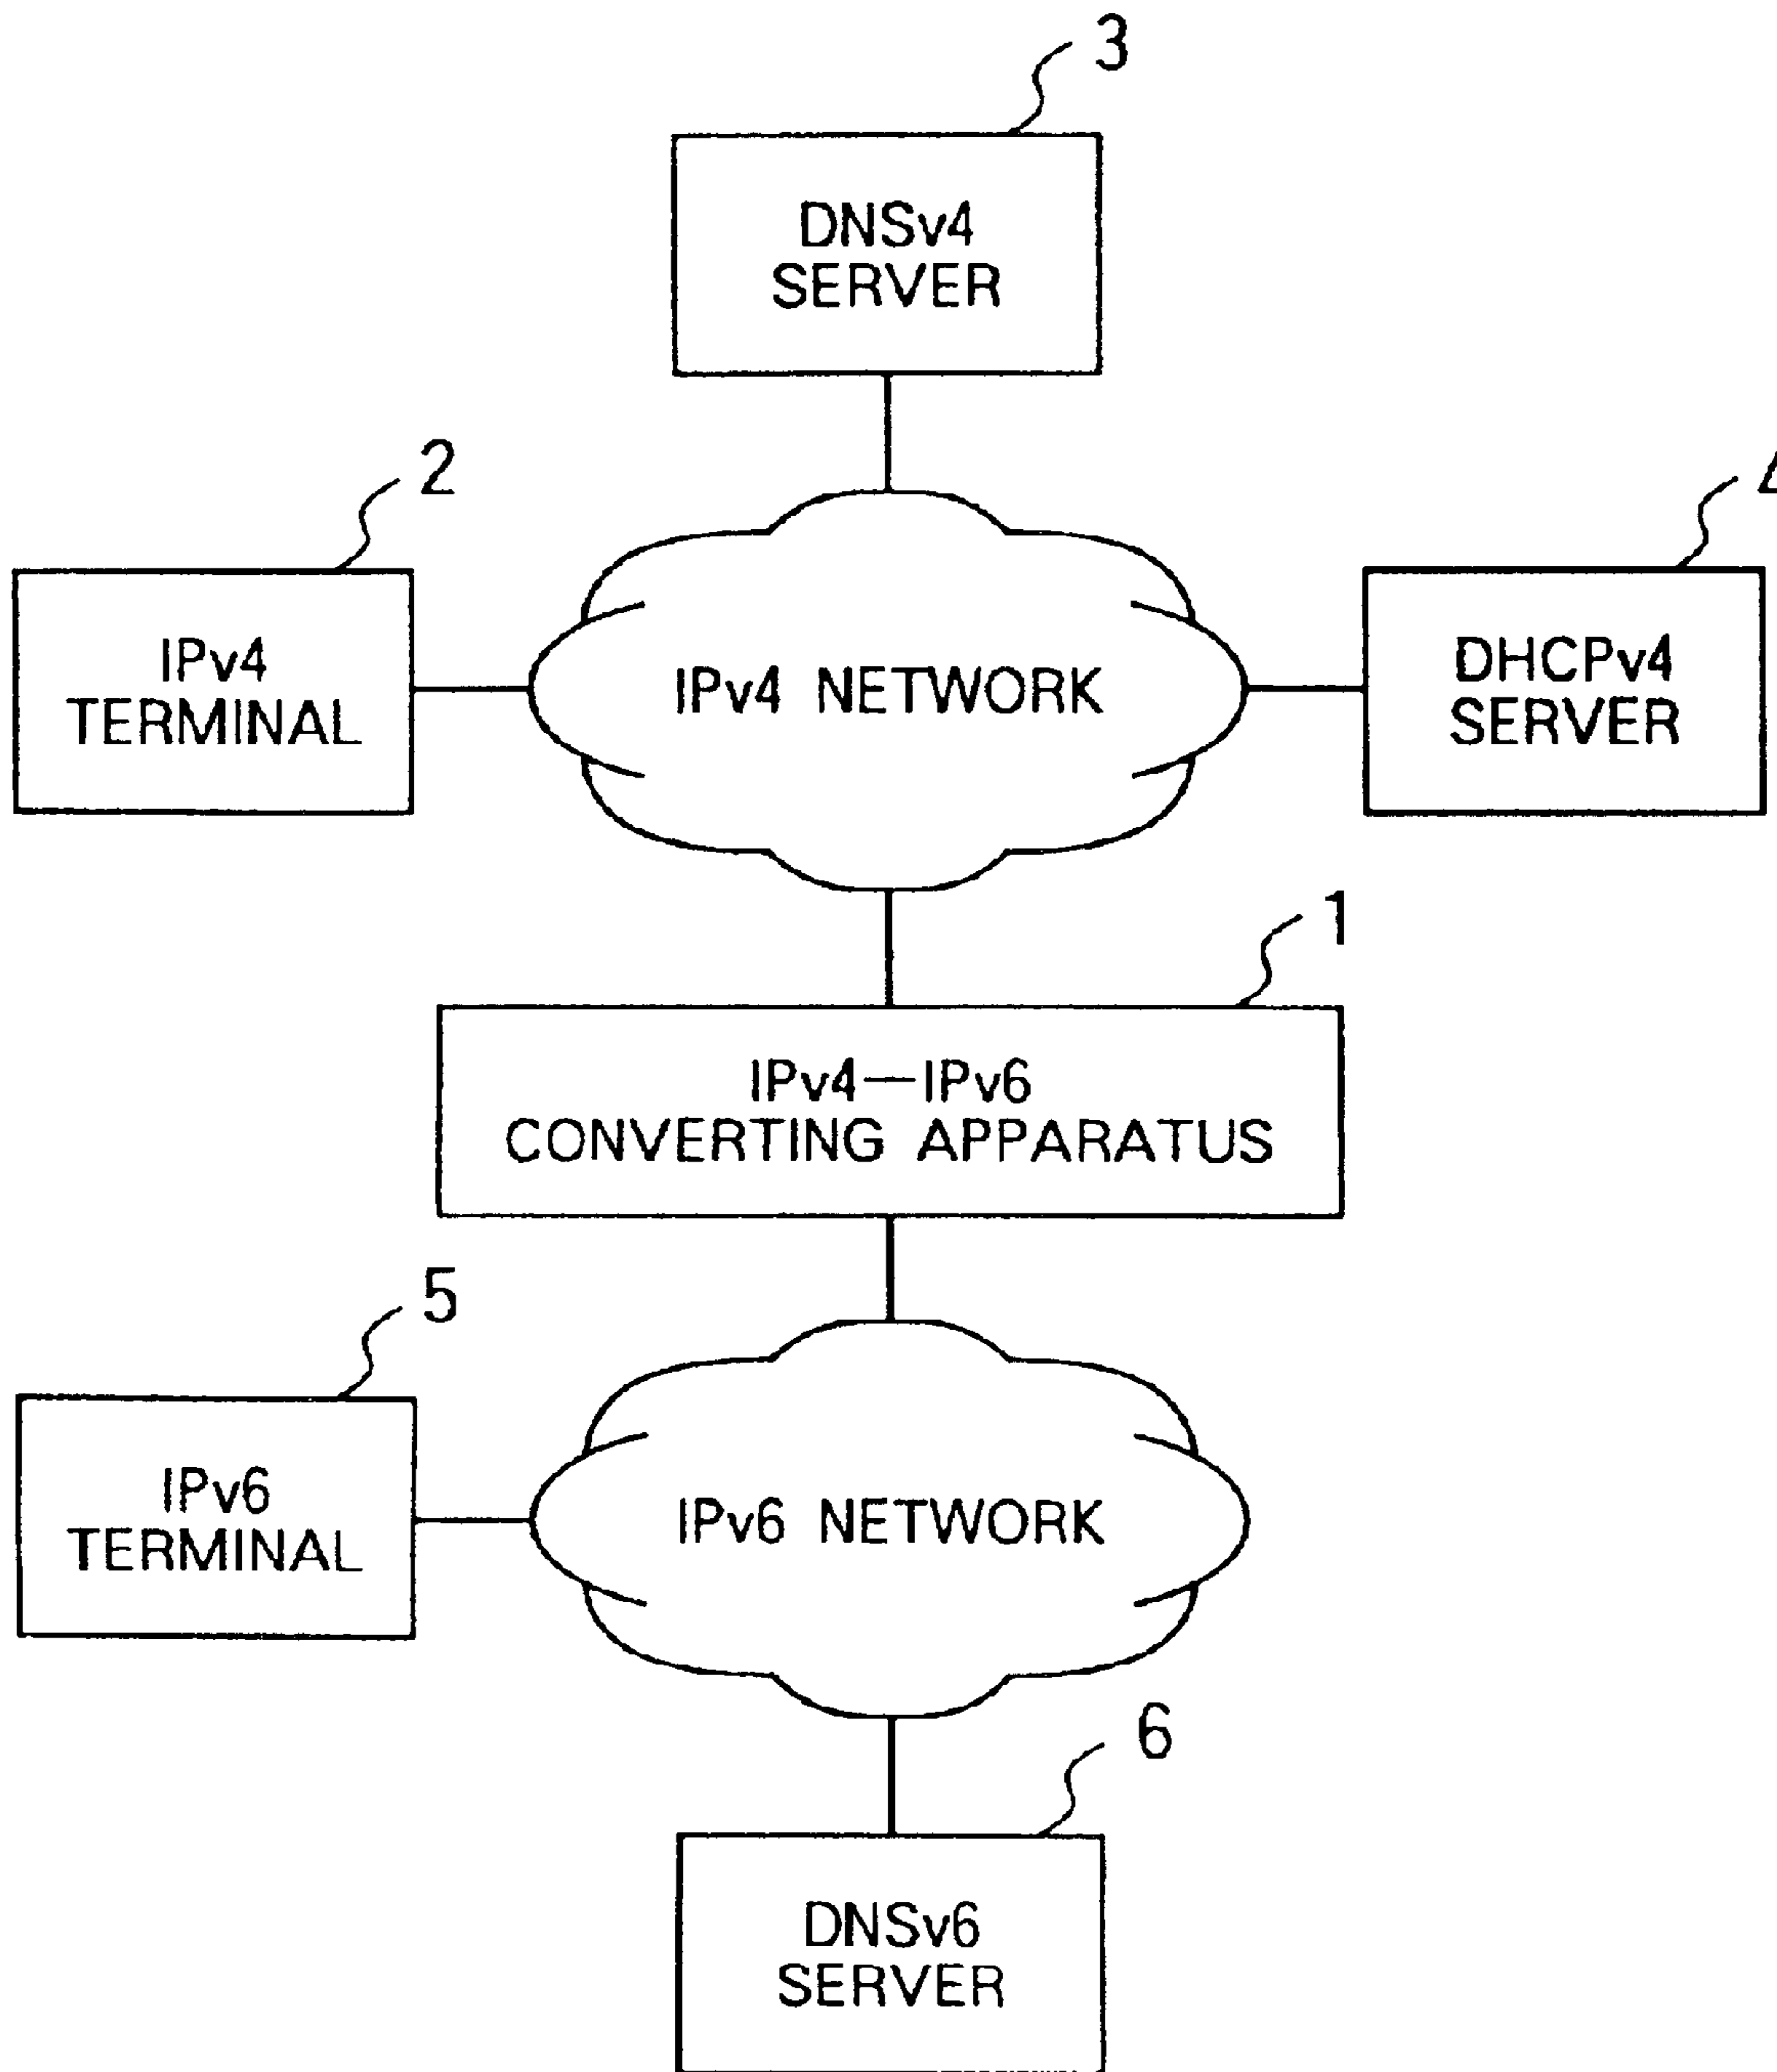 3
DNSv4
SERVER
2
4
IPv4
TERMINAL
IPv4 NETWORK
DHCPv4
SERVER
1
IPv4—IPv6
CONVERTING APPARATUS
5
IPv6
TERMINAL
IPv6 NETWORK
6
DNSv6
SERVER